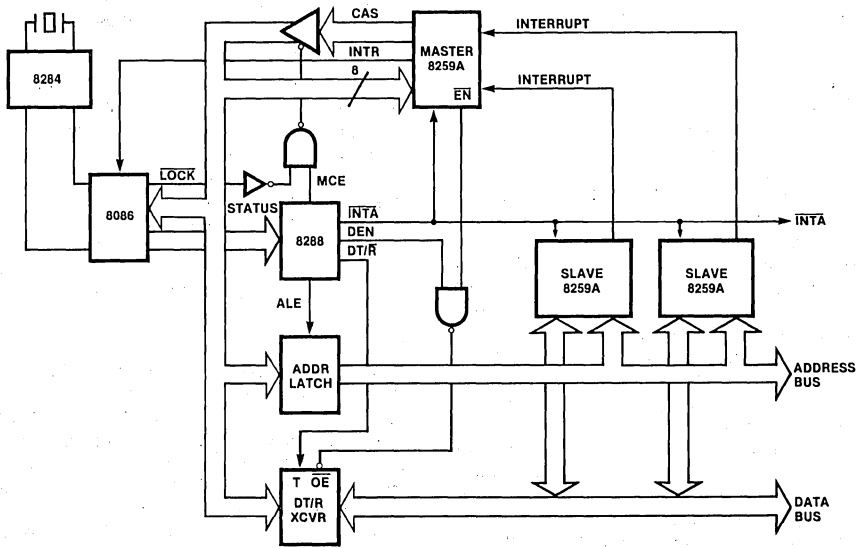 CAS
INTERRUPT
MASTER
8259A
INTR
8
INTERRUPT
EN
8284
LOCK
MCE
8086
STATUS
INTA
INTA
8288
DEN
DT/R
SLAVE
8259A
SLAVE
8259A
ALE
ADDR
LATCH
ADDRESS
BUS
T OE
DT/R
XCVR
DATA
BUS